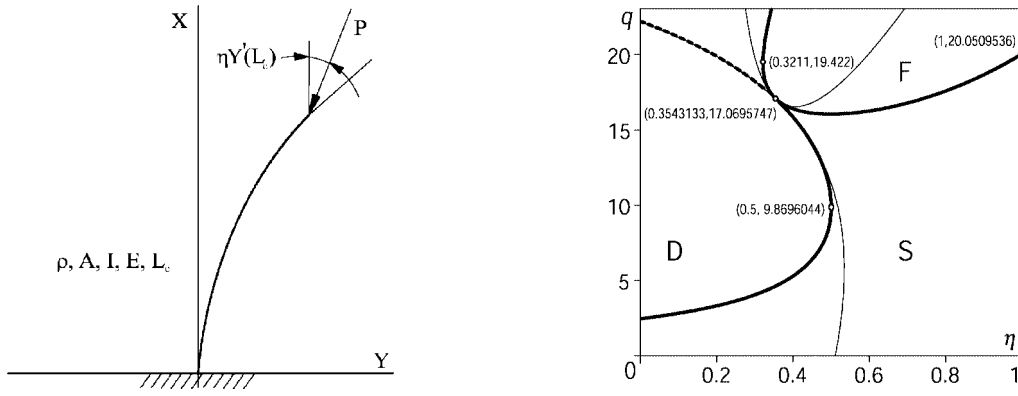 X
P
ηY'(L꜀)
ρ, A, I, E, L꜀
Y
q
20
15
10
5
0
0.2
0.4
0.6
0.8
1
η
(1,20.0509536)
(0.3211,19.422)
F
(0.3543133,17.0695747)
(0.5, 9.8696044)
D
S